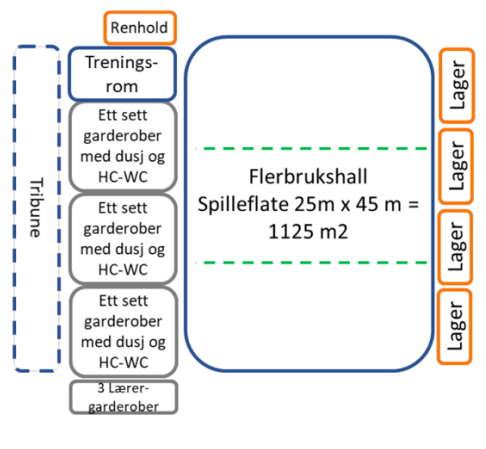 Renhold
Trenings-
rom
Ett sett
garderober
med dusj og
HC-WC
Ett sett
garderober
med dusj og
HC-WC
Ett sett
garderober
med dusj og
HC-WC
3 Lærer-
garderober
Tribune
Flerbrukshall
Spilleflate 25m x 45 m =
1125 m2
Lager
Lager
Lager
Lager